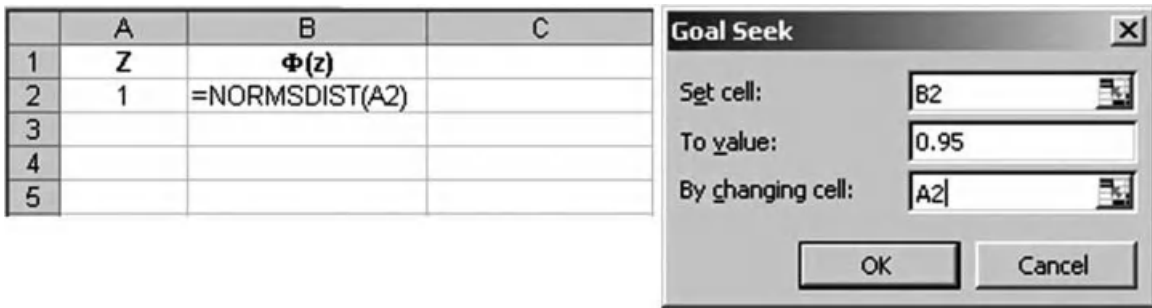 A B C
1 Z Φ(z)
2 1 =NORMSDIST(A2)
3
4
5
Goal Seek
Set cell: B2
To value: 0.95
By changing cell: A2
OK Cancel